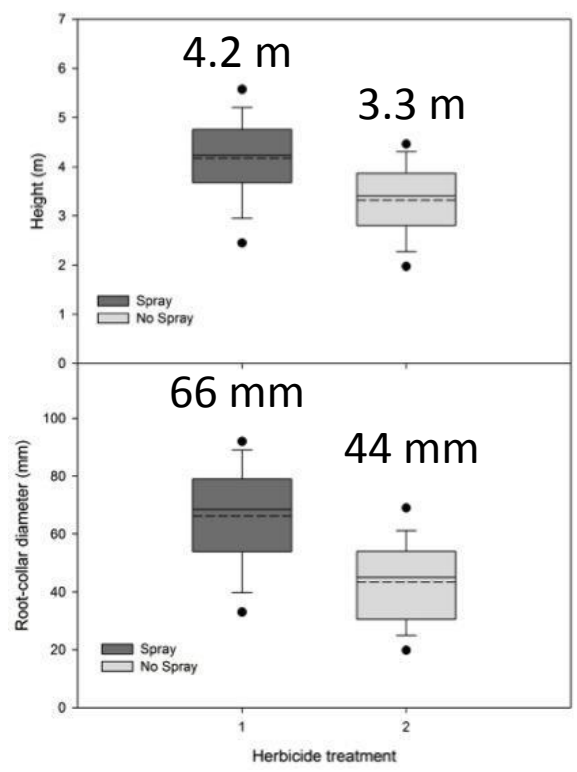 7
6
5
4
3
2
1
0
Height (m)
4.2 m
3.3 m
Spray
No Spray
100
80
60
40
20
0
Root-collar diameter (mm)
66 mm
44 mm
Spray
No Spray
1 2
Herbicide treatment